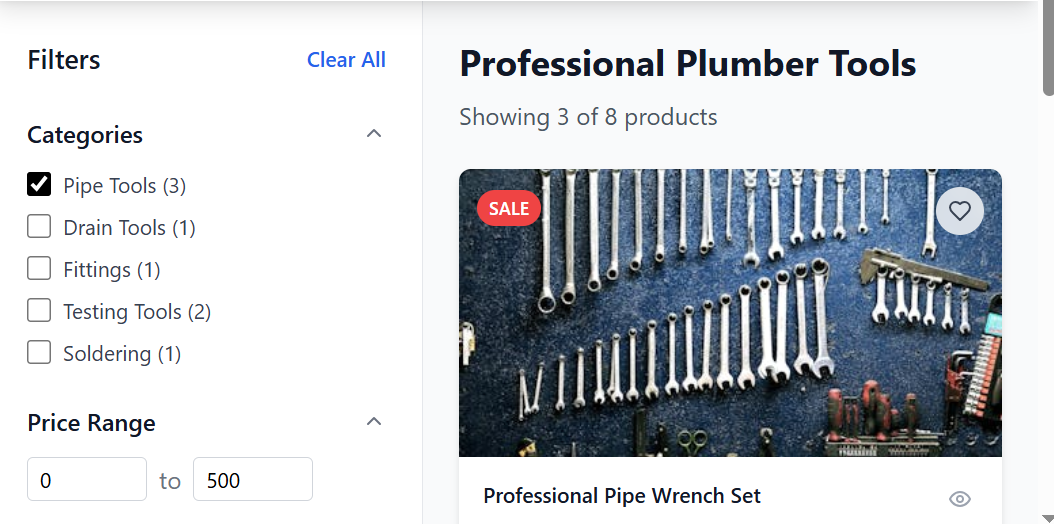 Filters
Clear All
Categories
Pipe Tools (3)
Drain Tools (1)
Fittings (1)
Testing Tools (2)
Soldering (1)
Price Range
0 to 500
Professional Plumber Tools
Showing 3 of 8 products
SALE
Professional Pipe Wrench Set